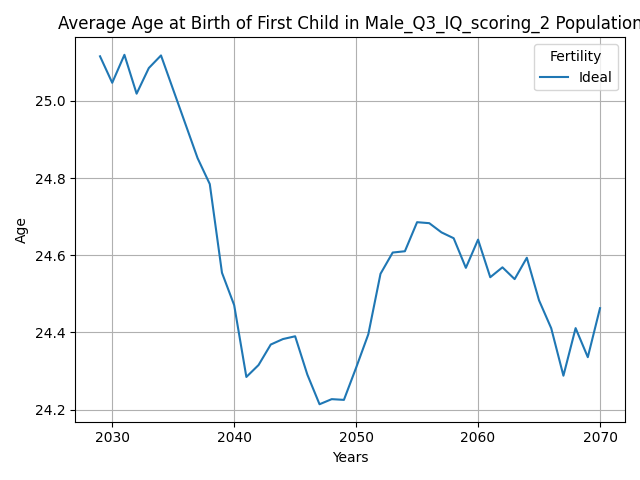 Average Age at Birth of First Child in Male_Q3_IQ_scoring_2 Population
Fertility
Ideal
25.0
24.8
24.6
24.4
24.2
Age
2030 2040 2050 2060 2070
Years